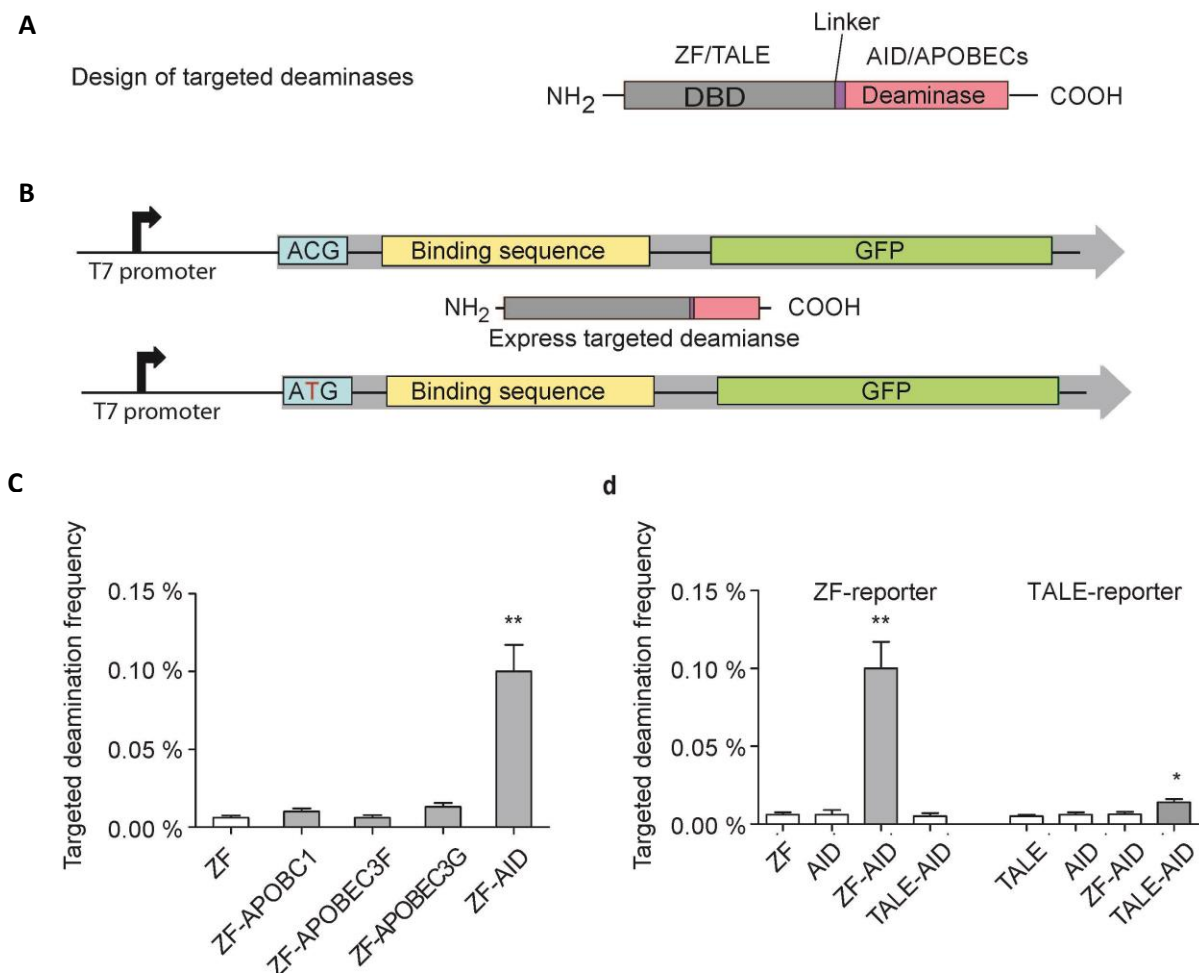 A
Design of targeted deaminases
Linker
ZF/TALE
AID/APOBECs
NH2
DBD
Deaminase
COOH
B
T7 promoter
ACG
Binding sequence
GFP
NH2
COOH
Express targeted deamianse
T7 promoter
ATG
Binding sequence
GFP
C
Targeted deamination frequency
0.15 %
0.10 %
0.05 %
0.00 %
**
ZF
ZF-APOBC1
ZF-APOBEC3F
ZF-APOBEC3G
ZF-AID
d
Targeted deamination frequency
0.15 %
0.10 %
0.05 %
0.00 %
ZF-reporter
TALE-reporter
**
*
ZF
AID
ZF-AID
TALE-AID
TALE
AID
ZF-AID
TALE-AID